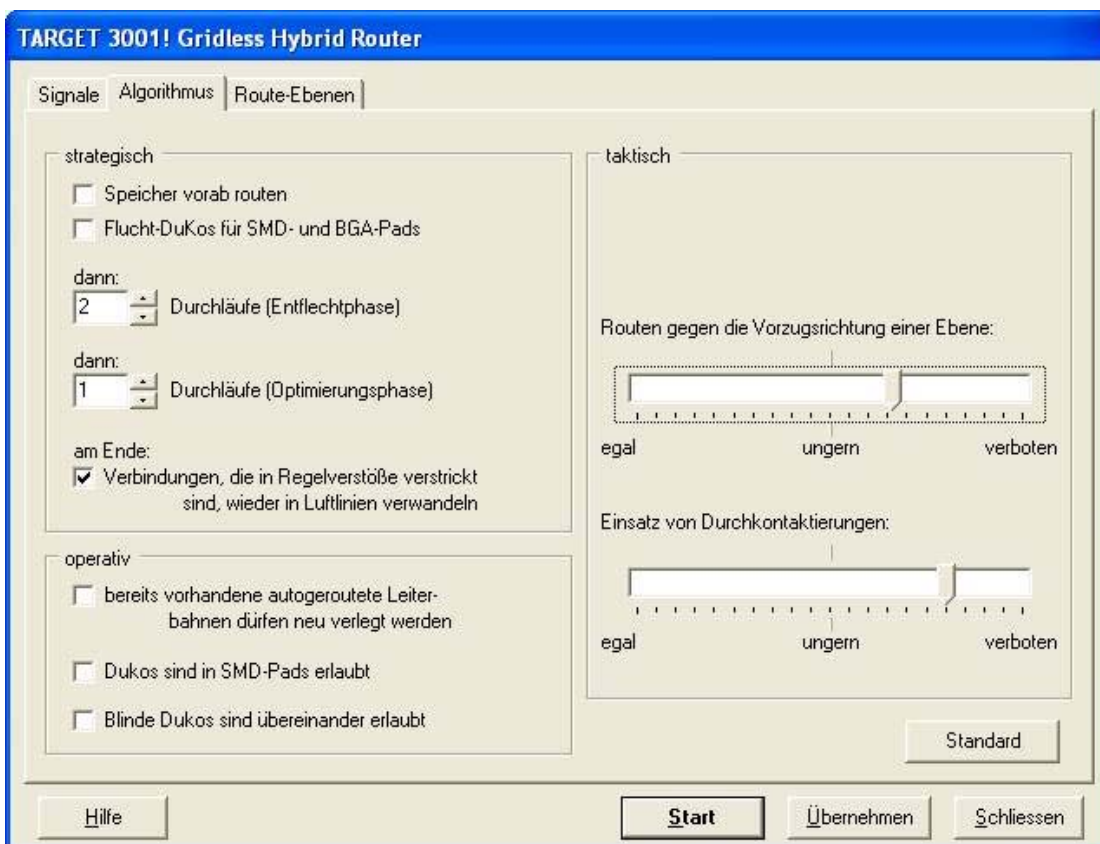 TARGET 3001! Gridless Hybrid Router
Signale
Algorithmus
Route-Ebenen
strategisch
Speicher vorab routen
Flucht-DuKos für SMD- und BGA-Pads
dann:
2
Durchläufe (Entflechtphase)
dann:
1
Durchläufe (Optimierungsphase)
am Ende:
Verbindungen, die in Regelverstöße verstrickt
sind, wieder in Luftlinien verwandeln
operativ
bereits vorhandene autogeroutete Leiter-
bahnen dürfen neu verlegt werden
Dukos sind in SMD-Pads erlaubt
Blinde Dukos sind übereinander erlaubt
taktisch
Routen gegen die Vorzugsrichtung einer Ebene:
egal
ungern
verboten
Einsatz von Durchkontaktierungen:
egal
ungern
verboten
Standard
Hilfe
Start
Übernehmen
Schliessen